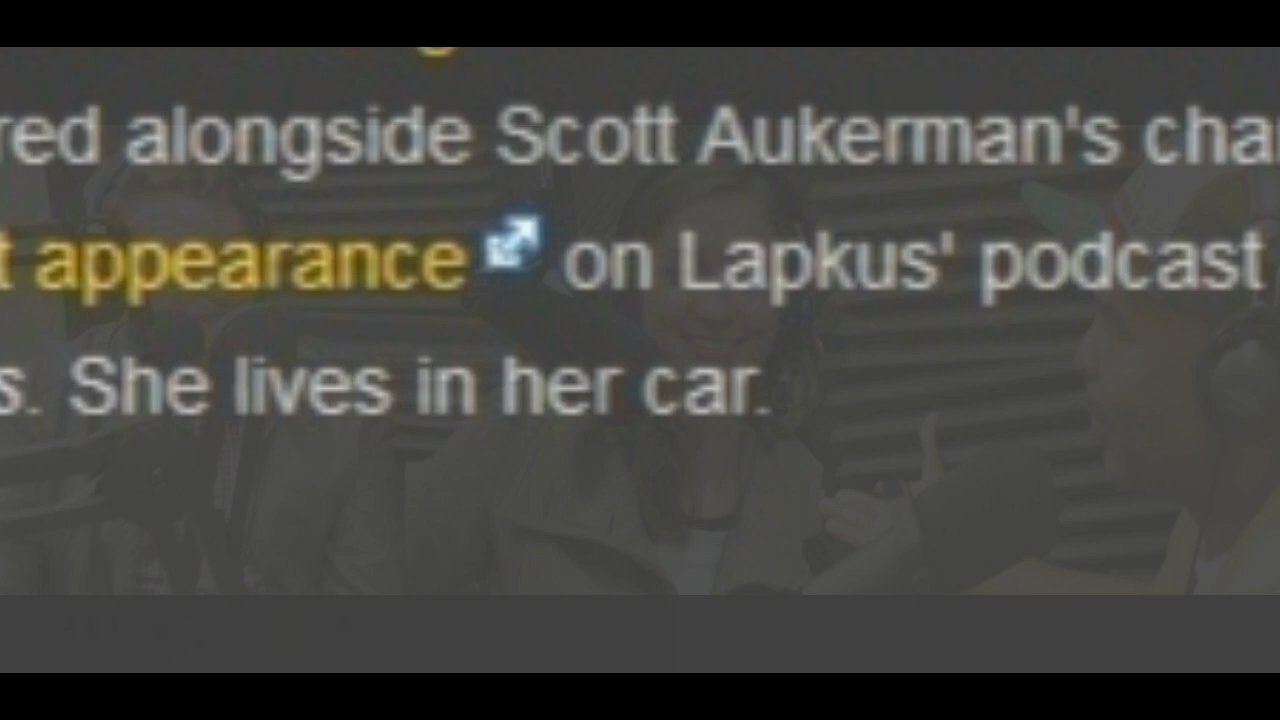 red alongside Scott Aukerman's cha
t appearance on Lapkus' podcast
s. She lives in her car.